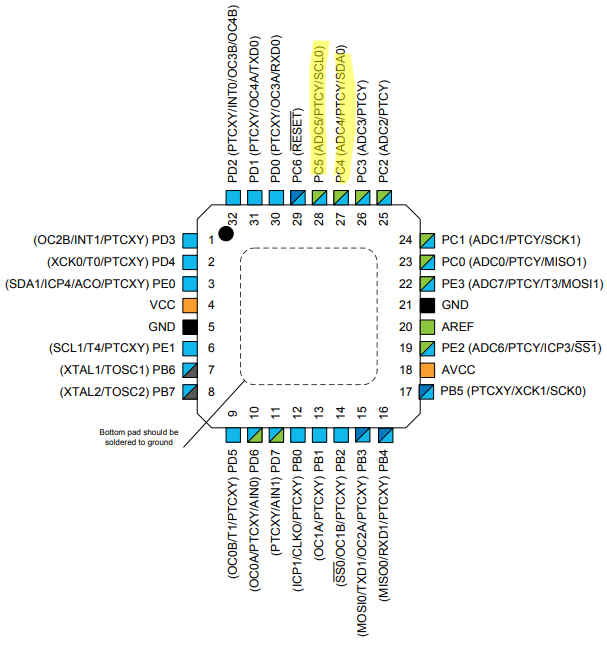 PD2 (PTCXY/INT0/OC3B/OC4B)
PD1 (PTCXY/OC4A/TXD0)
PD0 (PTCXY/OC3A/RXD0)
PC6 (RESET)
PC5 (ADC5/PTCY/SCL0)
PC4 (ADC4/PTCY/SDA0)
PC3 (ADC3/PTCY)
PC2 (ADC2/PTCY)
32 31 30 29 28 27 26 25
(OC2B/INT1/PTCXY) PD3 1
(XCK0/T0/PTCXY) PD4 2
(SDA1/ICP4/ACO/PTCXY) PE0 3
VCC 4
GND 5
(SCL1/T4/PTCXY) PE1 6
(XTAL1/TOSC1) PB6 7
(XTAL2/TOSC2) PB7 8
24 PC1 (ADC1/PTCY/SCK1)
23 PC0 (ADC0/PTCY/MISO1)
22 PE3 (ADC7/PTCY/T3/MOSI1)
21 GND
20 AREF
19 PE2 (ADC6/PTCY/ICP3/SS1)
18 AVCC
17 PB5 (PTCXY/XCK1/SCK0)
9 10 11 12 13 14 15 16
Bottom pad should be
soldered to ground
(OC0B/T1/PTCXY) PD5
(OC0A/PTCXY/AIN0) PD6
(PTCXY/AIN1) PD7
(ICP1/CLKO/PTCXY) PB0
(OC1A/PTCXY) PB1
(SS0/OC1B/PTCXY) PB2
(MOSI0/TXD1/OC2A/PTCXY) PB3
(MISO0/RXD1/PTCXY) PB4